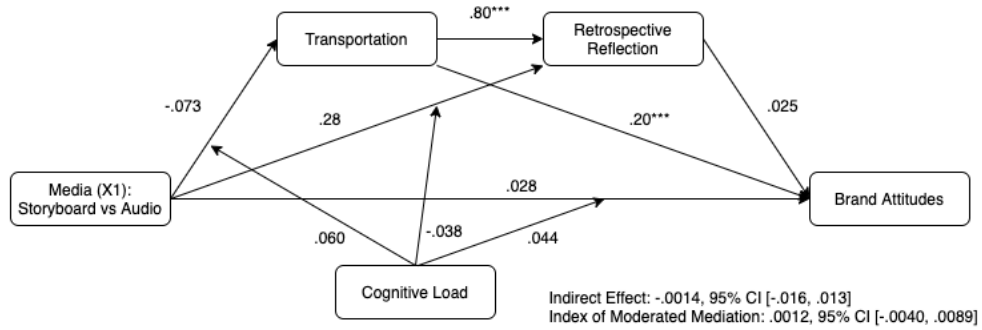 .80***
Transportation
Retrospective
Reflection
-.073
.28
.20***
.025
Media (X1):
Storyboard vs Audio
.028
Brand Attitudes
.060
-.038
.044
Cognitive Load
Indirect Effect: -.0014, 95% CI [-.016, .013]
Index of Moderated Mediation: .0012, 95% CI [-.0040, .0089]